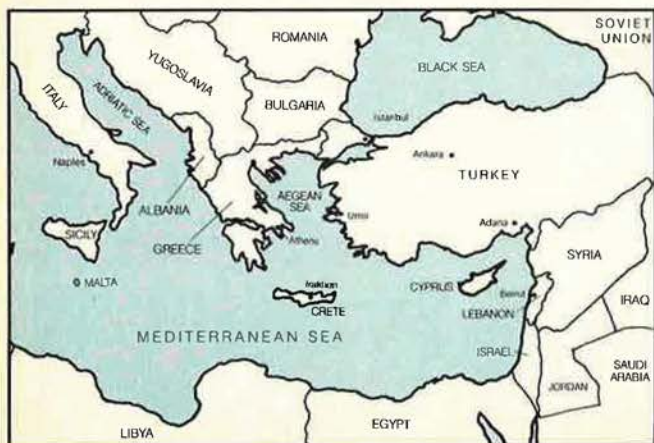 SOVIET
UNION
ROMANIA
YUGOSLAVIA
BLACK SEA
ITALY
ADRIATIC SEA
BULGARIA
Istanbul
Naples
Ankara
TURKEY
AEGEAN
SEA
ALBANIA
Izmir
GREECE
Athens
Adana
SICILY
SYRIA
MALTA
Iraklion
CRETE
CYPRUS
Beirut
LEBANON
IRAQ
MEDITERRANEAN SEA
ISRAEL
SAUDI
ARABIA
JORDAN
LIBYA
EGYPT